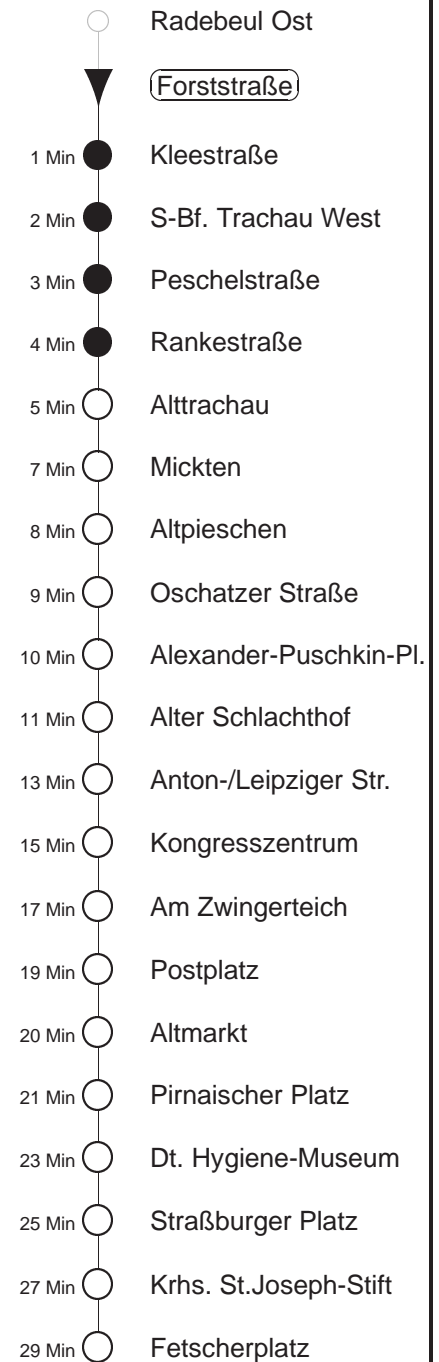 Radebeul Ost
Forststraße
1 Min Kleestraße
2 Min S-Bf. Trachau West
3 Min Peschelstraße
4 Min Rankestraße
5 Min Alttrachau
7 Min Mickten
8 Min Altpieschen
9 Min Oschatzer Straße
10 Min Alexander-Puschkin-Pl.
11 Min Alter Schlachthof
13 Min Anton-/Leipziger Str.
15 Min Kongresszentrum
17 Min Am Zwingerteich
19 Min Postplatz
20 Min Altmarkt
21 Min Pirnaischer Platz
23 Min Dt. Hygiene-Museum
25 Min Straßburger Platz
27 Min Krhs. St.Joseph-Stift
29 Min Fetscherplatz